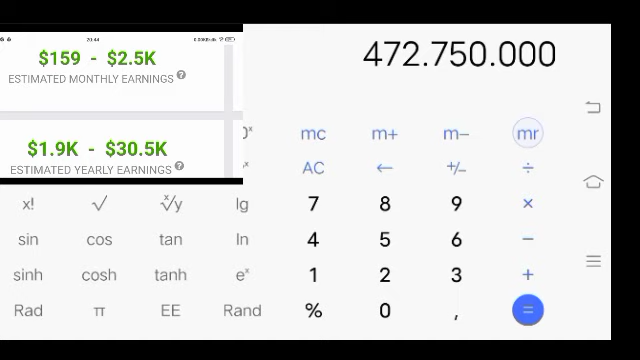 20:44
$159 - $2.5K
ESTIMATED MONTHLY EARNINGS ?
$1.9K - $30.5K
ESTIMATED YEARLY EARNINGS ?
472.750.000
mc m+ m– mr
AC ← +/– ÷
x! √ ˣ√y lg 7 8 9 ×
sin cos tan ln 4 5 6 −
sinh cosh tanh eˣ 1 2 3 +
Rad π EE Rand % 0 , =